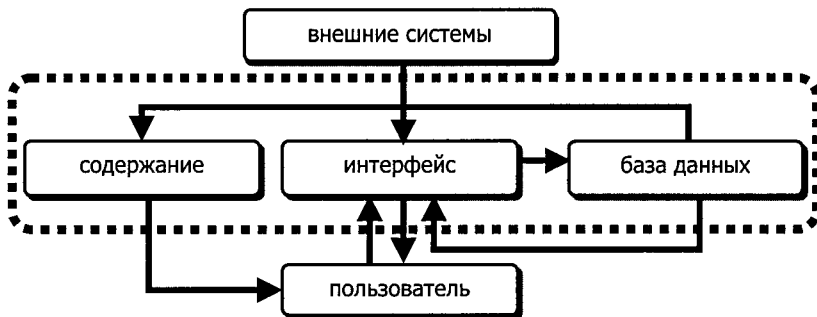 внешние системы
содержание
интерфейс
база данных
пользователь